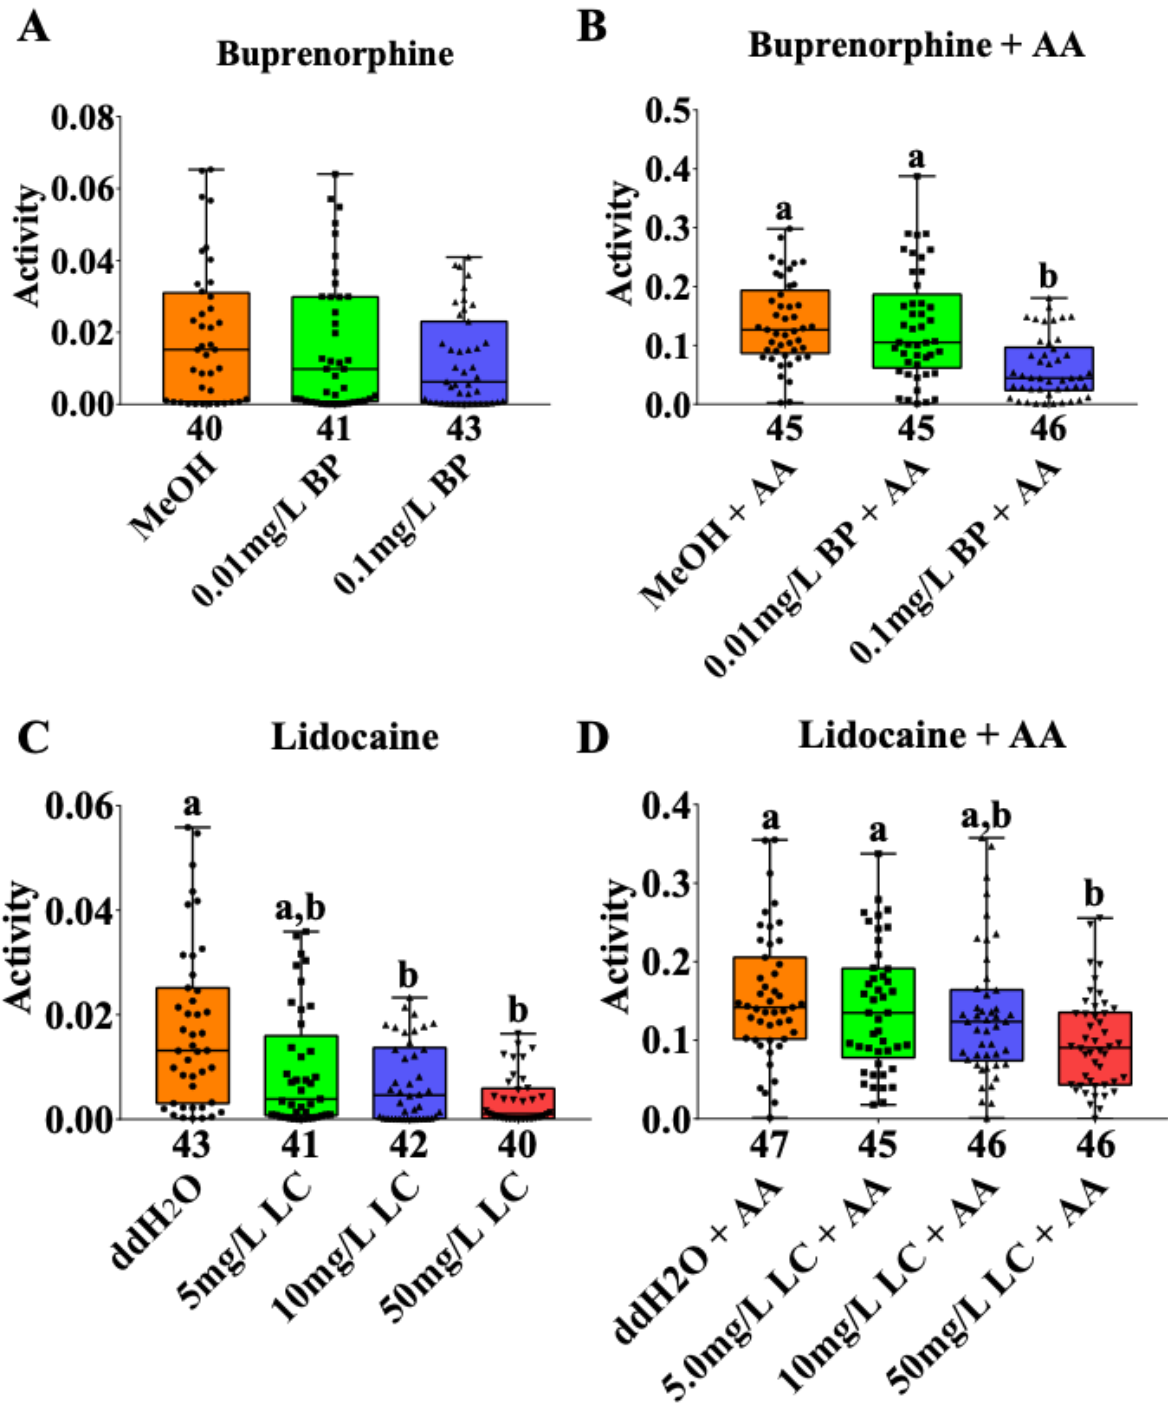 A
Buprenorphine
Activity
0.08
0.06
0.04
0.02
0.00
40
41
43
MeOH
0.01mg/L BP
0.1mg/L BP
B
Buprenorphine + AA
Activity
0.5
0.4
0.3
0.2
0.1
0.0
a
a
b
45
45
46
MeOH + AA
0.01mg/L BP + AA
0.1mg/L BP + AA
C
Lidocaine
Activity
0.06
0.04
0.02
0.00
a
a,b
b
b
43
41
42
40
ddH2O
5mg/L LC
10mg/L LC
50mg/L LC
D
Lidocaine + AA
Activity
0.4
0.3
0.2
0.1
0.0
a
a
a,b
b
47
45
46
46
ddH2O + AA
5.0mg/L LC + AA
10mg/L LC + AA
50mg/L LC + AA